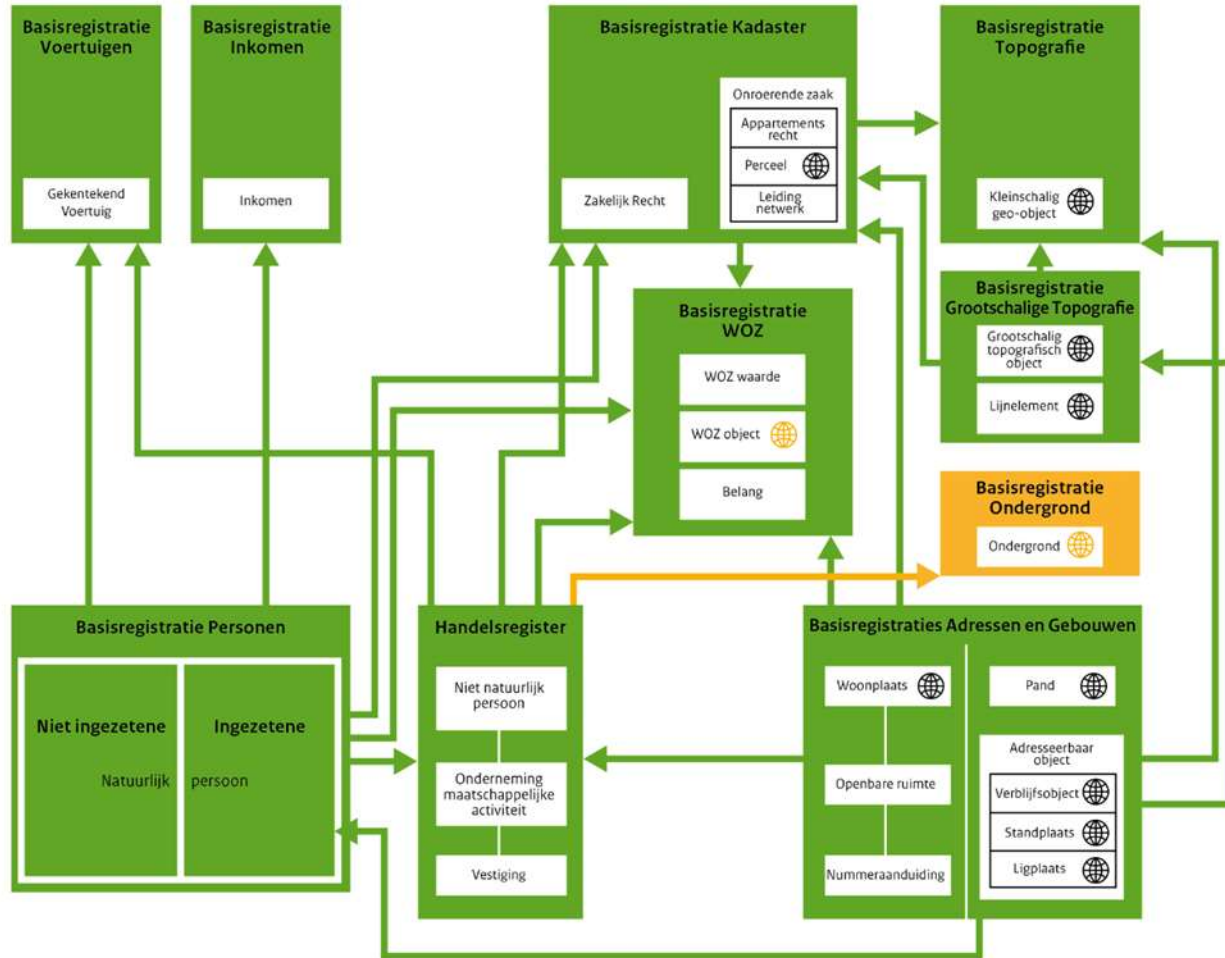 Basisregistratie
Voertuigen
Gekentekend
Voertuig
Basisregistratie
Inkomen
Inkomen
Basisregistratie Kadaster
Onroerende zaak
Appartements
recht
Perceel
Leiding
netwerk
Zakelijk Recht
Basisregistratie
Topografie
Kleinschalig
geo-object
Basisregistratie
WOZ
WOZ waarde
WOZ object
Belang
Basisregistratie
Grootschalige Topografie
Grootschalig
topografisch
object
Lijnelement
Basisregistratie
Ondergrond
Ondergrond
Basisregistratie Personen
Niet ingezetene
Ingezetene
Natuurlijk
persoon
Handelsregister
Niet natuurlijk
persoon
Onderneming
maatschappelijke
activiteit
Vestiging
Basisregistraties Adressen en Gebouwen
Woonplaats
Openbare ruimte
Nummeraanduiding
Pand
Adresseerbaar
object
Verblijfsobject
Standplaats
Ligplaats